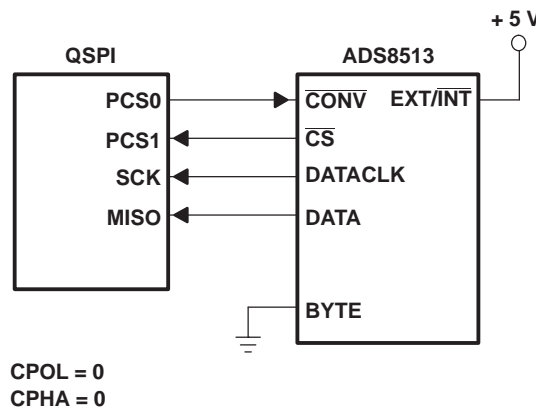 + 5 V
QSPI
ADS8513
PCS0
CONV
EXT/INT
PCS1
CS
SCK
DATACLK
MISO
DATA
BYTE
CPOL = 0
CPHA = 0